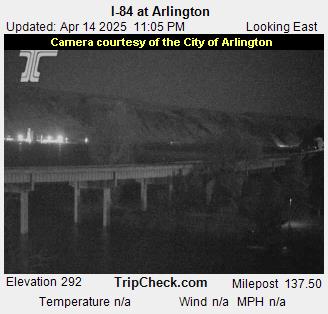 I-84 at Arlington
Updated: Apr 14 2025 11:05 PM Looking East
Camera courtesy of the City of Arlington
Elevation 292 TripCheck.com Milepost 137.50
Temperature n/a Wind n/a MPH n/a